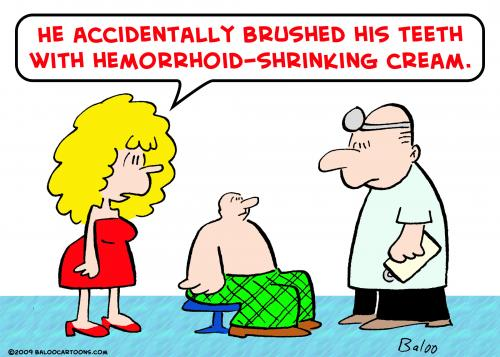 HE ACCIDENTALLY BRUSHED HIS TEETH
WITH HEMORRHOID-SHRINKING CREAM.
Baloo
©2009 BALOOCARTOONS.COM